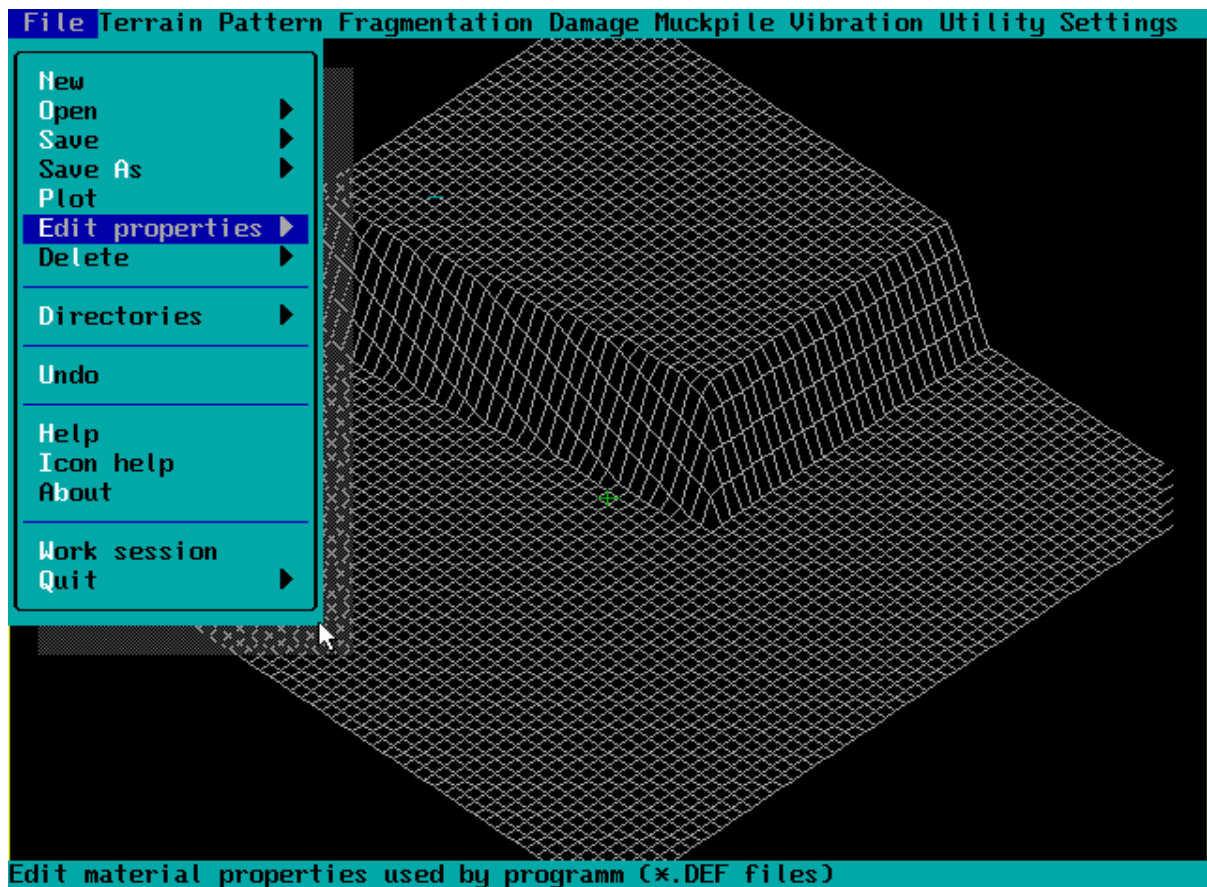 File Terrain Pattern Fragmentation Damage Muckpile Vibration Utility Settings
New
Open
Save
Save As
Plot
Edit properties
Delete
Directories
Undo
Help
Icon help
About
Work session
Quit
Edit material properties used by programm (*.DEF files)